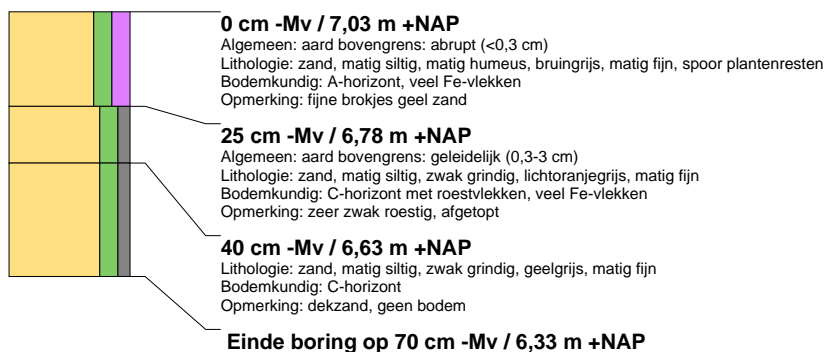 0 cm -Mv / 7,03 m +NAP
Algemeen: aard bovengrens: abrupt (<0,3 cm)
Lithologie: zand, matig siltig, matig humeus, bruingrijs, matig fijn, spoor plantenresten
Bodemkundig: A-horizont, veel Fe-vlekken
Opmerking: fijne brokjes geel zand
25 cm -Mv / 6,78 m +NAP
Algemeen: aard bovengrens: geleidelijk (0,3-3 cm)
Lithologie: zand, matig siltig, zwak grindig, lichtoranjegrijs, matig fijn
Bodemkundig: C-horizont met roestvlekken, veel Fe-vlekken
Opmerking: zeer zwak roestig, afgetopt
40 cm -Mv / 6,63 m +NAP
Lithologie: zand, matig siltig, zwak grindig, geelgrijs, matig fijn
Bodemkundig: C-horizont
Opmerking: dekzand, geen bodem
Einde boring op 70 cm -Mv / 6,33 m +NAP